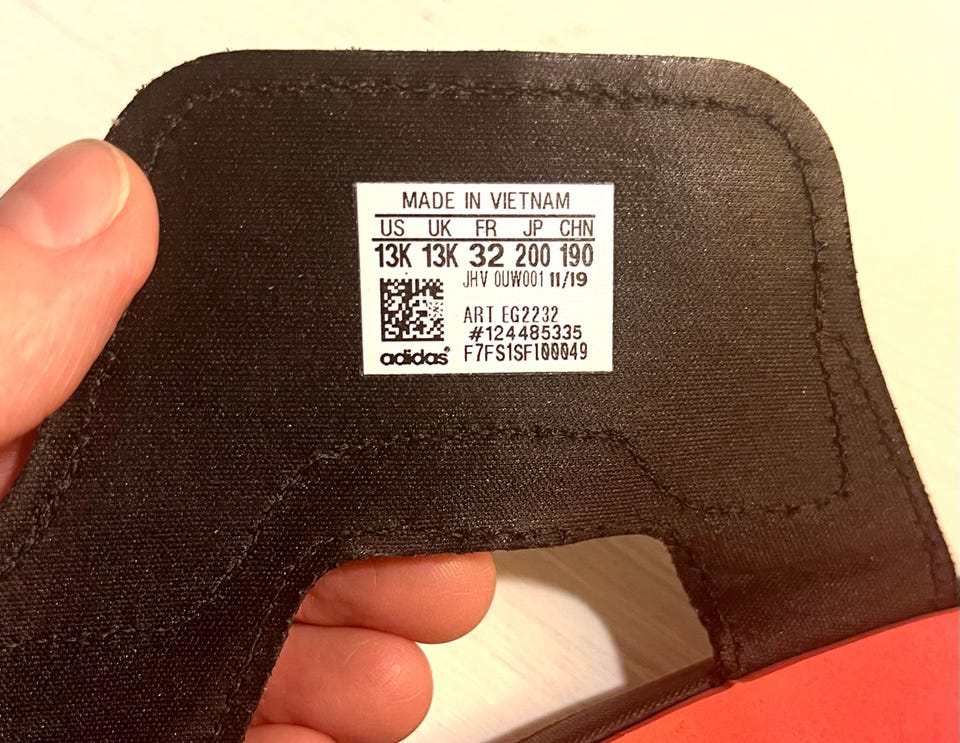 MADE IN VIETNAM
US UK FR JP CHN
13K 13K 32 200 190
JHV 0UW001 11/19
ART EG2232
#124485335
adidas® F7FS1SF100049